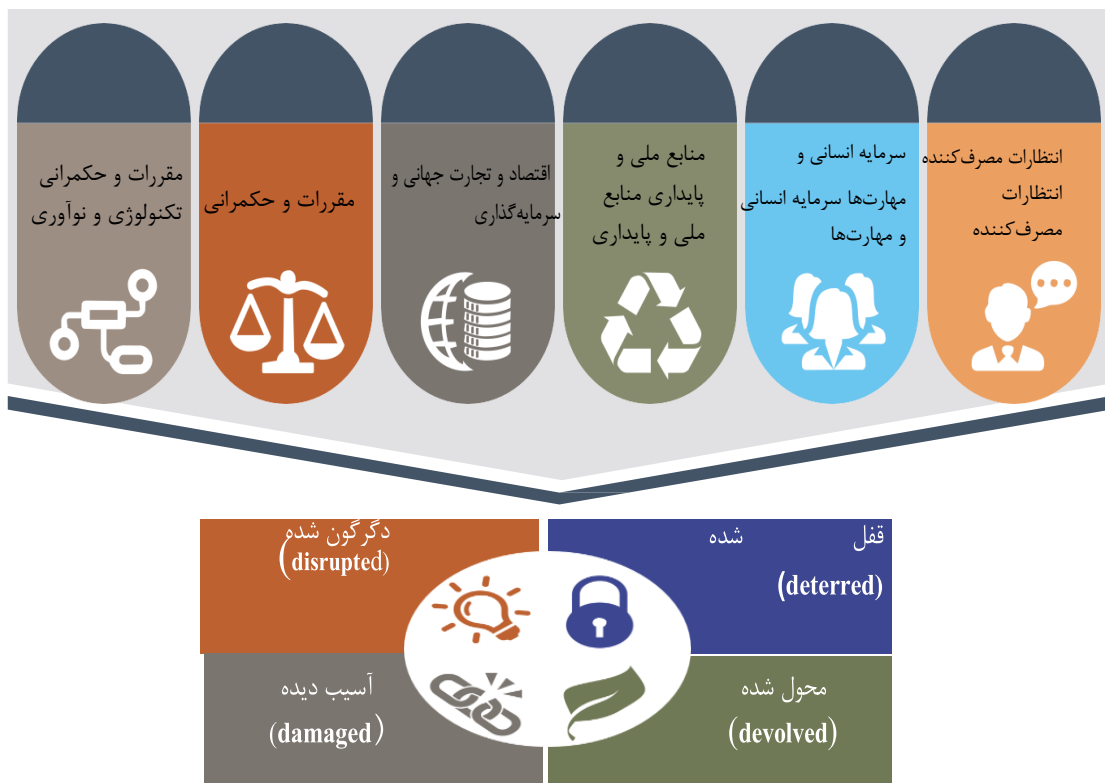 انتظارات مصرف‌کننده
انتظارات
مصرف‌کننده
سرمایه انسانی و
مهارت‌ها سرمایه انسانی
و مهارت‌ها
منابع ملی و
پایداری منابع
ملی و پایداری
اقتصاد و تجارت جهانی و
سرمایه‌گذاری
مقررات و حکمرانی
مقررات و حکمرانی
تکنولوژی و نوآوری
قفل شده
(deterred)
دگرگون شده
(disrupted)
محول شده
(devolved)
آسیب دیده
(damaged)